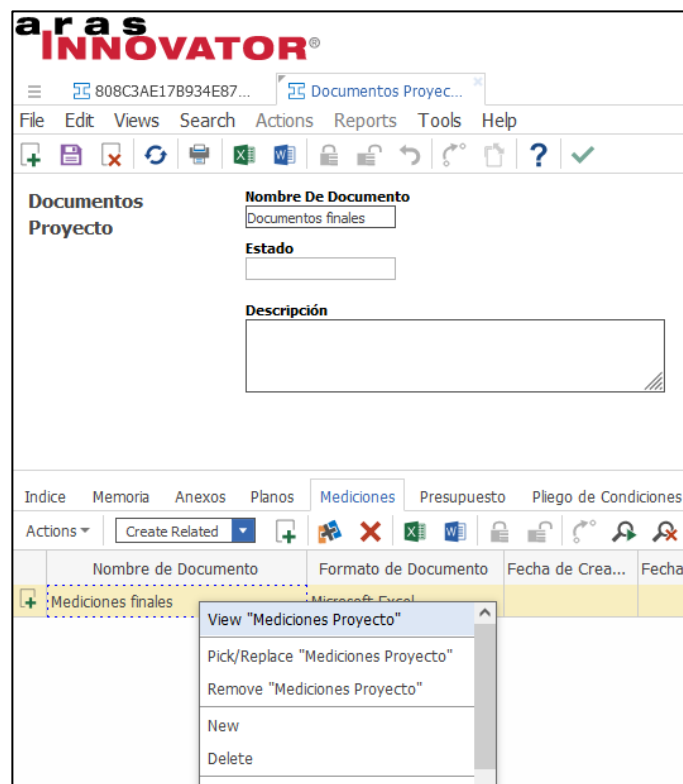 aras
INNOVATOR®
808C3AE17B934E87... Documentos Proyec...
File Edit Views Search Actions Reports Tools Help
Documentos
Proyecto
Nombre De Documento
Documentos finales
Estado
Descripción
Indice Memoria Anexos Planos Mediciones Presupuesto Pliego de Condiciones
Actions Create Related
Nombre de Documento Formato de Documento Fecha de Crea... Fecha
Mediciones finales Microsoft Excel
View "Mediciones Proyecto"
Pick/Replace "Mediciones Proyecto"
Remove "Mediciones Proyecto"
New
Delete